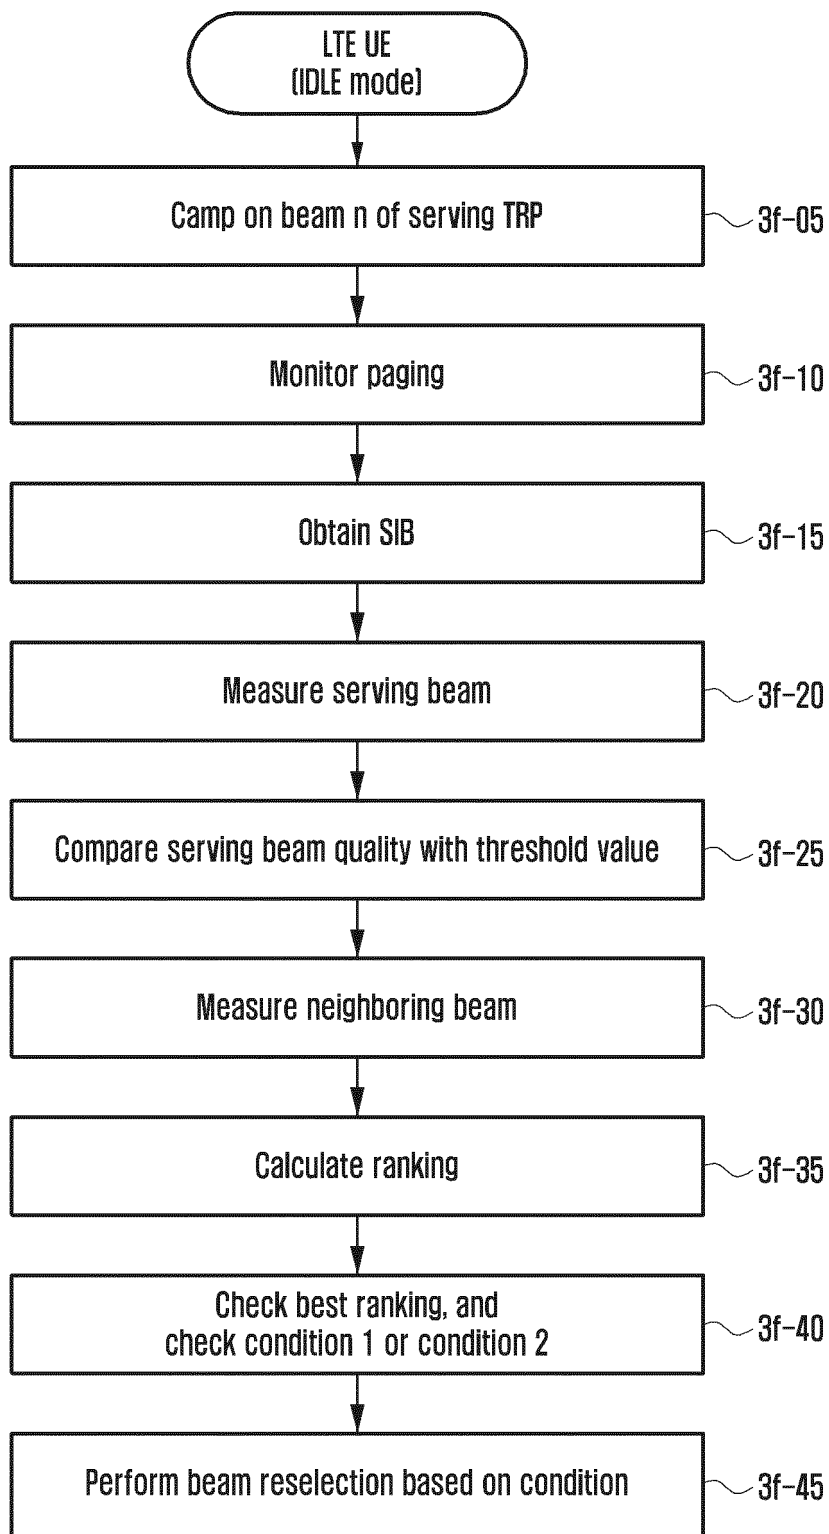 LTE UE
(IDLE mode)
Camp on beam n of serving TRP
3f-05
Monitor paging
3f-10
Obtain SIB
3f-15
Measure serving beam
3f-20
Compare serving beam quality with threshold value
3f-25
Measure neighboring beam
3f-30
Calculate ranking
3f-35
Check best ranking, and
check condition 1 or condition 2
3f-40
Perform beam reselection based on condition
3f-45